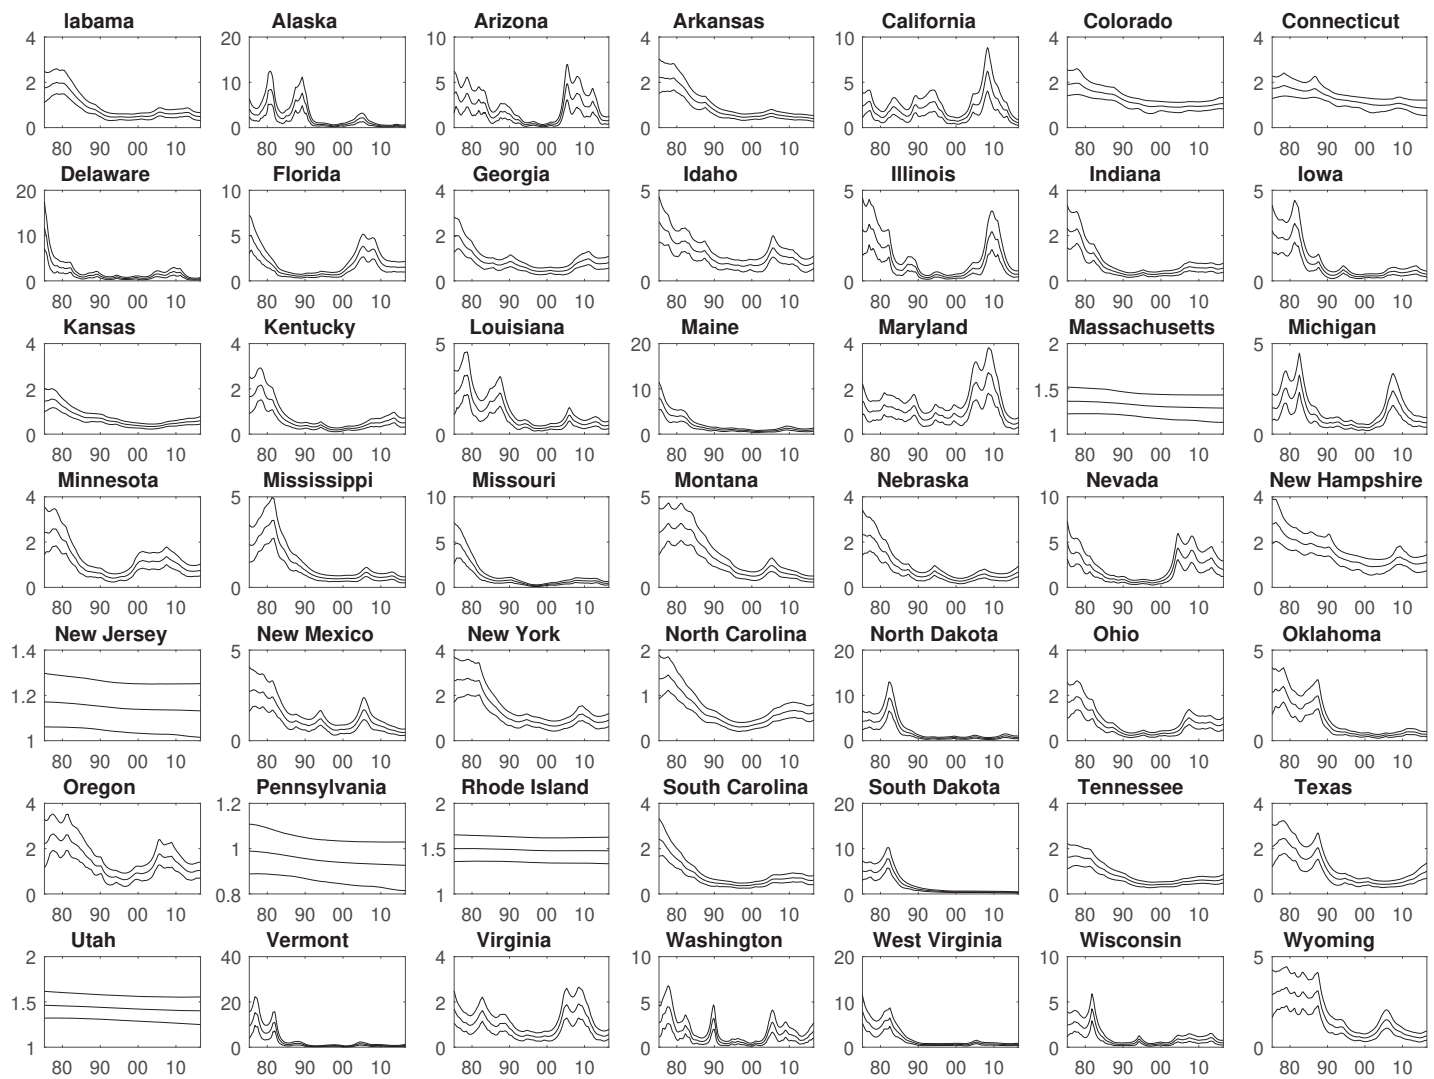 labama Alaska Arizona Arkansas California Colorado Connecticut
4 20 10 4 10 4 4
2 10 5 2 5 2 2
0 0 0 0 0 0 0
80 90 00 10 80 90 00 10 80 90 00 10 80 90 00 10 80 90 00 10 80 90 00 10 80 90 00 10
Delaware Florida Georgia Idaho Illinois Indiana Iowa
20 10 4 5 5 4 5
10 5 2 2
0 0 0 0 0 0 0
80 90 00 10 80 90 00 10 80 90 00 10 80 90 00 10 80 90 00 10 80 90 00 10 80 90 00 10
Kansas Kentucky Louisiana Maine Maryland Massachusetts Michigan
4 4 5 20 4 2 5
2 2 10 2 1.5
0 0 0 0 0 1 0
80 90 00 10 80 90 00 10 80 90 00 10 80 90 00 10 80 90 00 10 80 90 00 10 80 90 00 10
Minnesota Mississippi Missouri Montana Nebraska Nevada New Hampshire
4 5 10 5 4 10 4
2 5 2 5 2
0 0 0 0 0 0 0
80 90 00 10 80 90 00 10 80 90 00 10 80 90 00 10 80 90 00 10 80 90 00 10 80 90 00 10
New Jersey New Mexico New York North Carolina North Dakota Ohio Oklahoma
1.4 5 4 2 20 4 5
1.2 2 1 10 2
1 0 0 0 0 0 0
80 90 00 10 80 90 00 10 80 90 00 10 80 90 00 10 80 90 00 10 80 90 00 10 80 90 00 10
Oregon Pennsylvania Rhode Island South Carolina South Dakota Tennessee Texas
4 1.2 2 4 20 4 4
2 1 1.5 2 10 2 2
0 0.8 1 0 0 0 0
80 90 00 10 80 90 00 10 80 90 00 10 80 90 00 10 80 90 00 10 80 90 00 10 80 90 00 10
Utah Vermont Virginia Washington West Virginia Wisconsin Wyoming
2 40 4 10 20 10 5
1.5 20 2 5 10 5
1 0 0 0 0 0 0
80 90 00 10 80 90 00 10 80 90 00 10 80 90 00 10 80 90 00 10 80 90 00 10 80 90 00 10